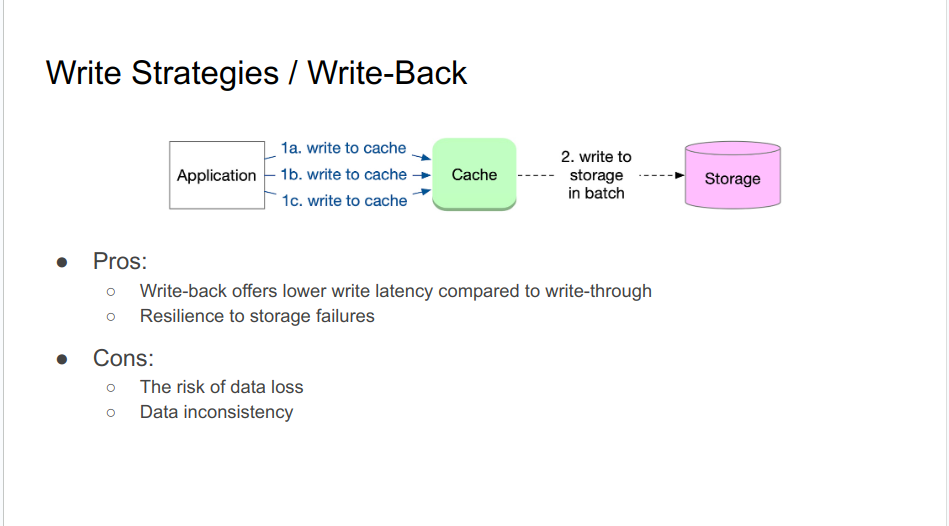 Write Strategies / Write-Back
Application
1a. write to cache
1b. write to cache
1c. write to cache
Cache
2. write to
storage
in batch
Storage
● Pros:
○ Write-back offers lower write latency compared to write-through
○ Resilience to storage failures
● Cons:
○ The risk of data loss
○ Data inconsistency